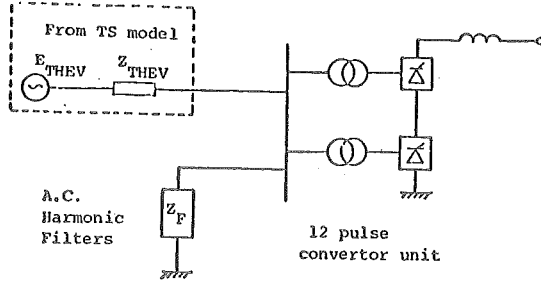 From TS model
E THEV
Z THEV
A.C.
Harmonic
Filters
Z F
12 pulse
convertor unit